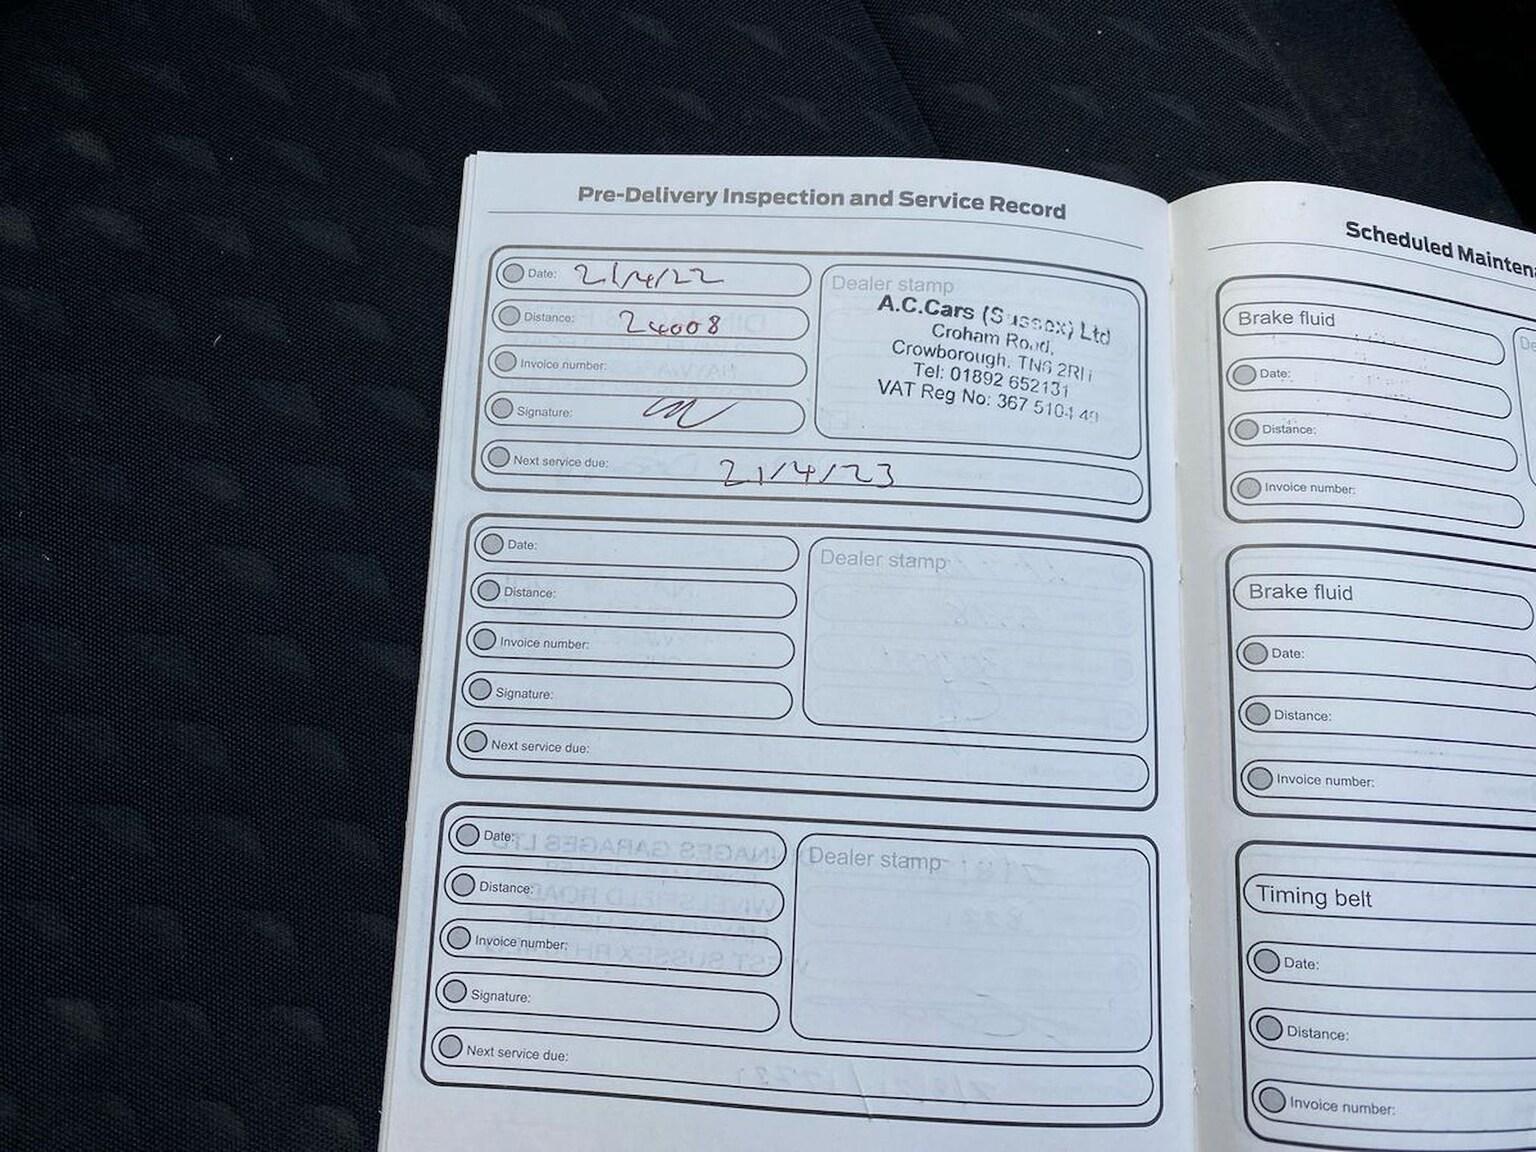 Pre-Delivery Inspection and Service Record
Date: 21/4/22
Distance: 24008
Invoice number:
Signature:
Next service due: 21/4/23
Dealer stamp
A.C.Cars (Sussex) Ltd
Croham Road,
Crowborough, TN6 2RH
Tel: 01892 652131
VAT Reg No: 367 5104 49
Date:
Distance:
Invoice number:
Signature:
Next service due:
Dealer stamp
Date:
Distance:
Invoice number:
Signature:
Next service due:
Dealer stamp
Scheduled
Brake fluid
Date:
Distance:
Invoice number:
Brake fluid
Date:
Distance:
Invoice number:
Timing belt
Date:
Distance:
Invoice number: